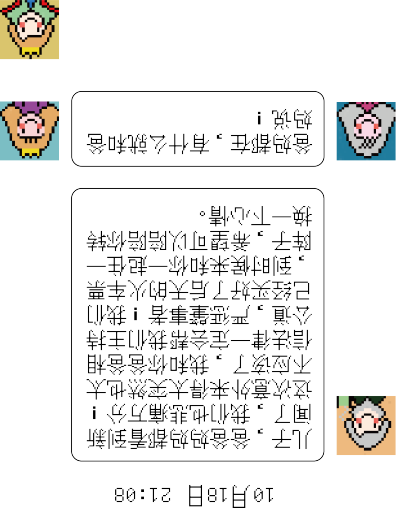 10月18日 21:08
儿子，爸爸妈妈都看到新
闻了，我们也悲痛万分！
这次意外来得太突然也太
不应该了，我和你爸爸相
信法律一定会帮我们主持
公道，严惩肇事者！我们
已经买好了后天的火车票
，到时候来和你一起住一
阵子，希望可以陪陪你转
换一下心情。
爸妈都在，有什么就和爸
妈说！